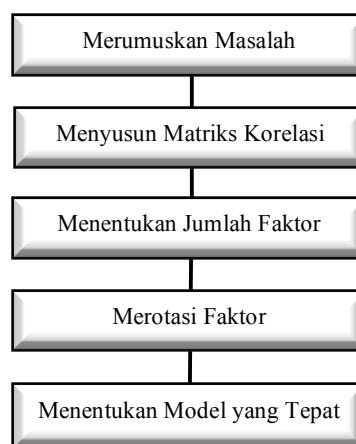 Merumuskan Masalah
Menyusun Matriks Korelasi
Menentukan Jumlah Faktor
Merotasi Faktor
Menentukan Model yang Tepat